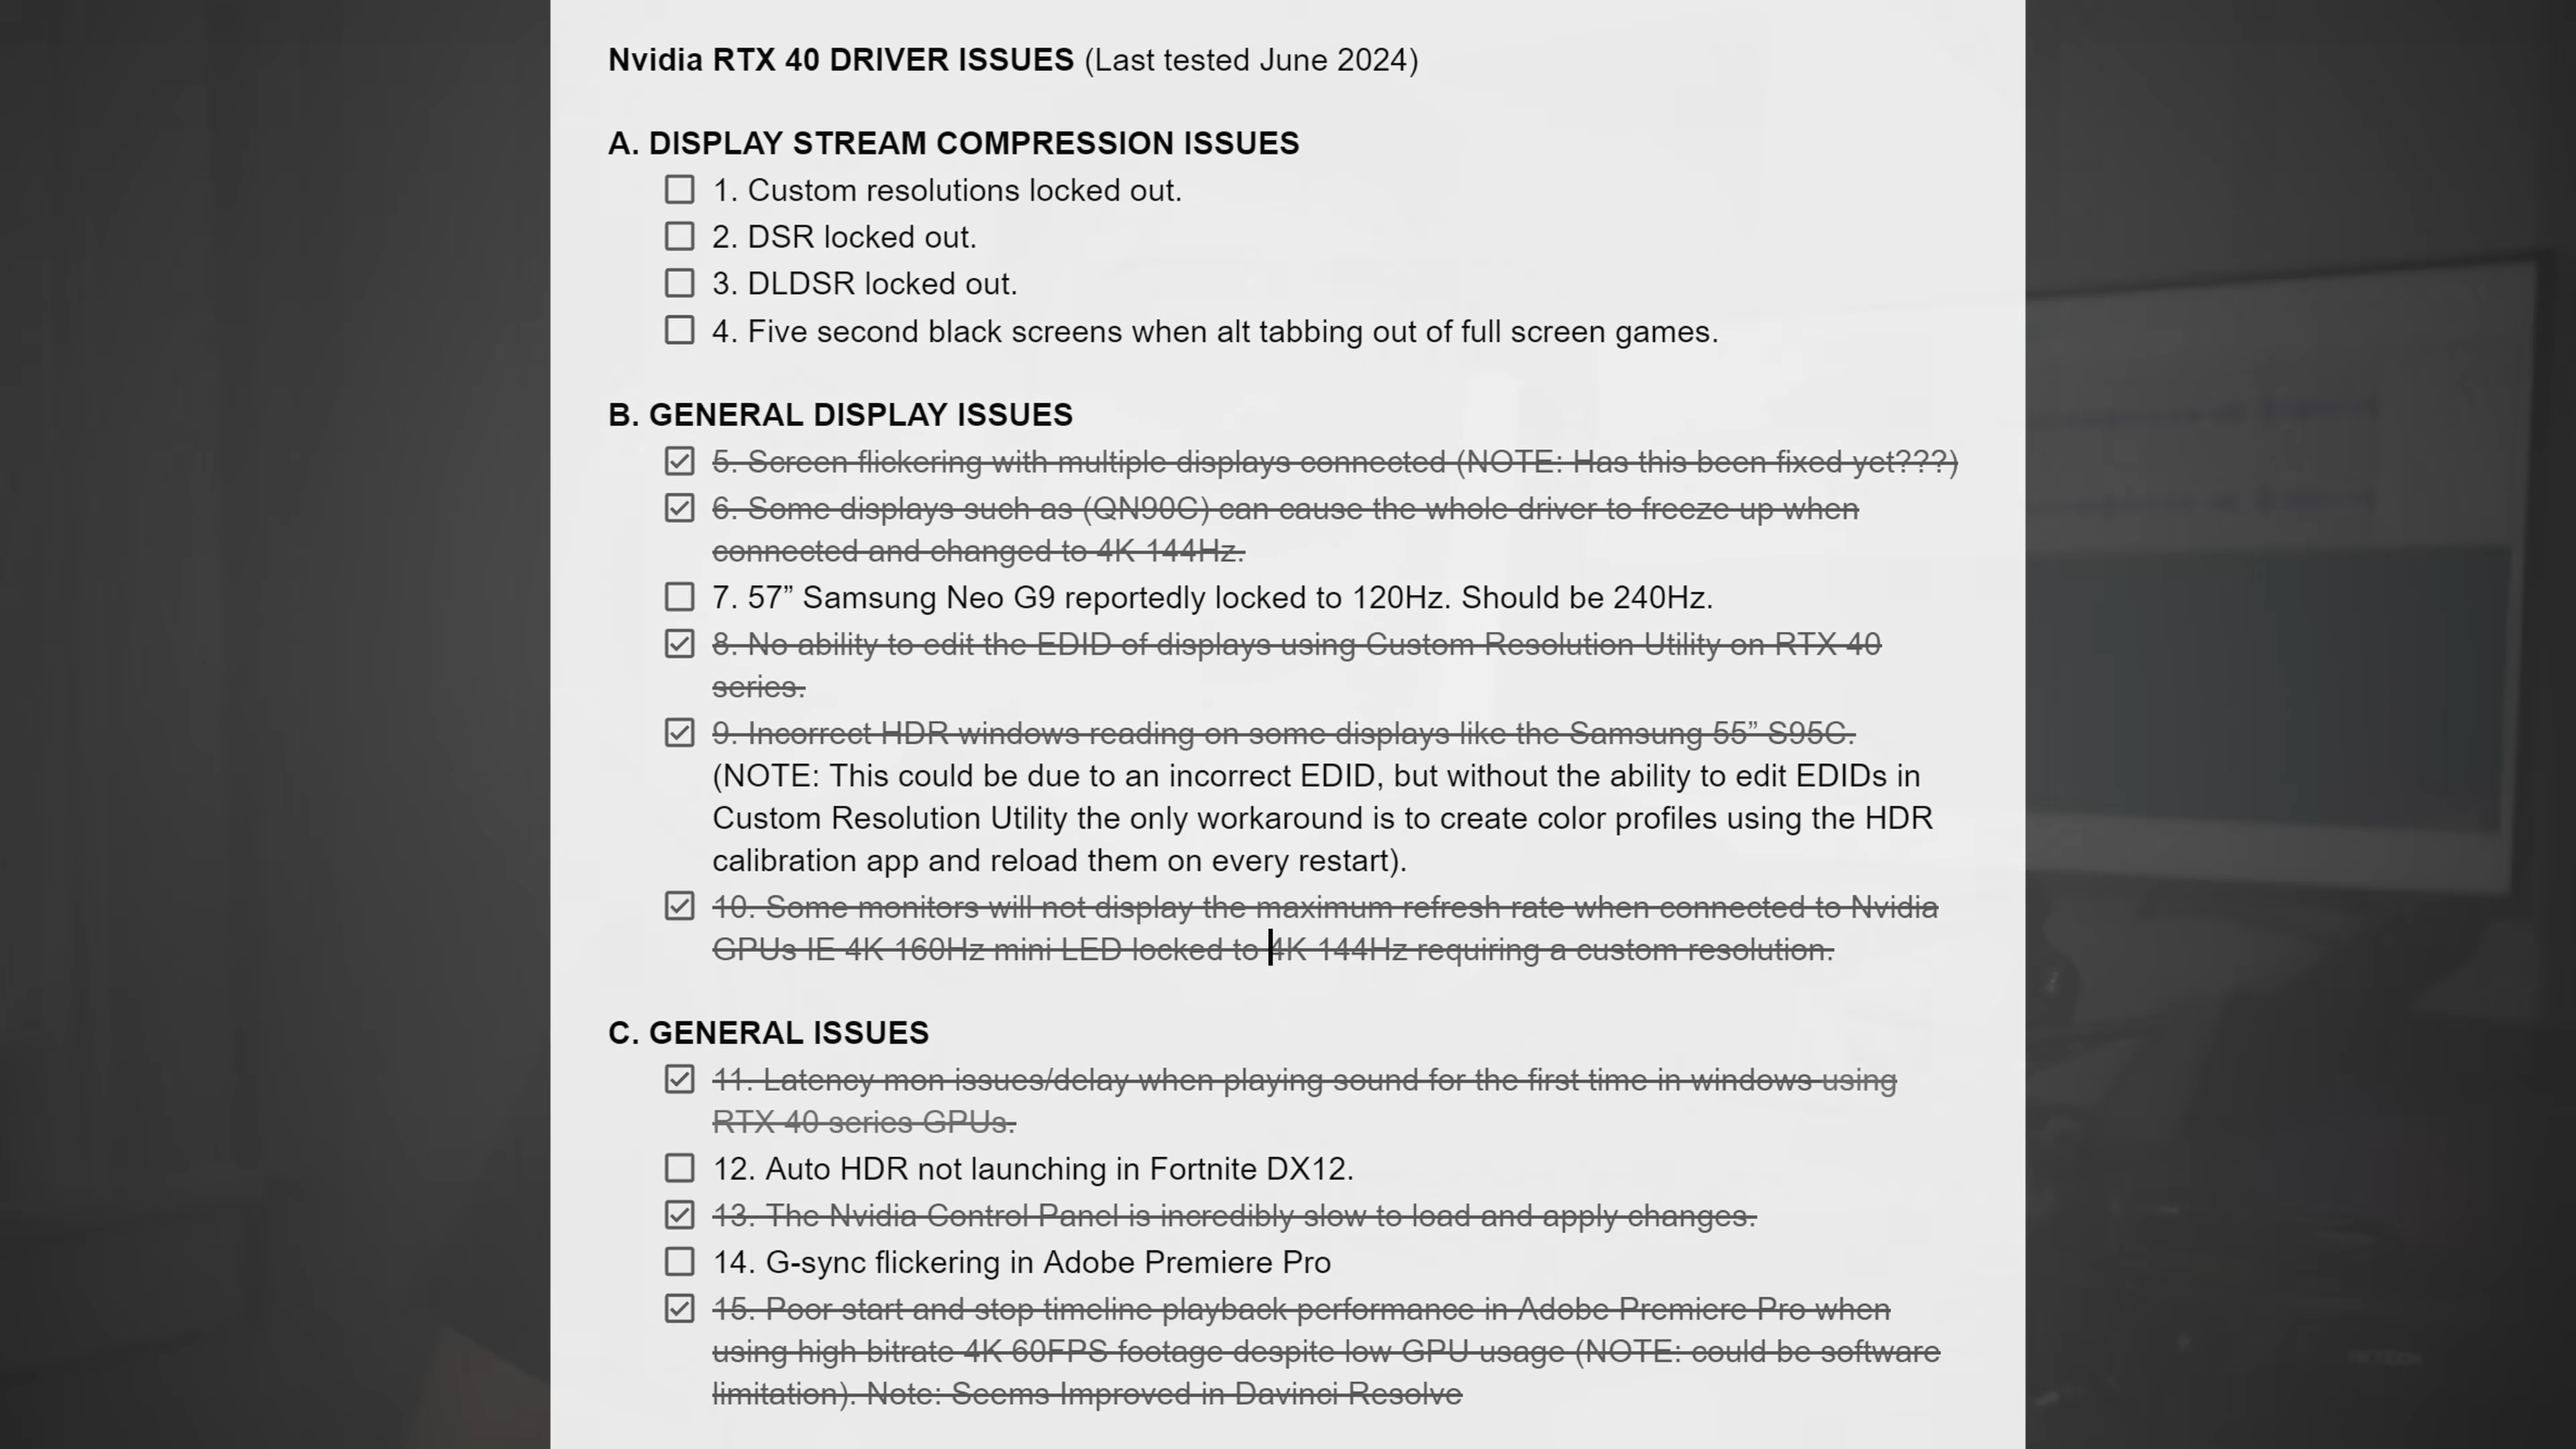 Nvidia RTX 40 DRIVER ISSUES (Last tested June 2024)
A. DISPLAY STREAM COMPRESSION ISSUES
1. Custom resolutions locked out.
2. DSR locked out.
3. DLDSR locked out.
4. Five second black screens when alt tabbing out of full screen games.
B. GENERAL DISPLAY ISSUES
5. Screen flickering with multiple displays connected (NOTE: Has this been fixed yet???)
6. Some displays such as (QN90C) can cause the whole driver to freeze up when
connected and changed to 4K 144Hz.
7. 57” Samsung Neo G9 reportedly locked to 120Hz. Should be 240Hz.
8. No ability to edit the EDID of displays using Custom Resolution Utility on RTX 40
series.
9. Incorrect HDR windows reading on some displays like the Samsung 55” S95C.
(NOTE: This could be due to an incorrect EDID, but without the ability to edit EDIDs in
Custom Resolution Utility the only workaround is to create color profiles using the HDR
calibration app and reload them on every restart).
10. Some monitors will not display the maximum refresh rate when connected to Nvidia
GPUs IE 4K 160Hz mini LED locked to 4K 144Hz requiring a custom resolution.
C. GENERAL ISSUES
11. Latency mon issues/delay when playing sound for the first time in windows using
RTX 40 series GPUs.
12. Auto HDR not launching in Fortnite DX12.
13. The Nvidia Control Panel is incredibly slow to load and apply changes.
14. G-sync flickering in Adobe Premiere Pro
15. Poor start and stop timeline playback performance in Adobe Premiere Pro when
using high bitrate 4K 60FPS footage despite low GPU usage (NOTE: could be software
limitation). Note: Seems Improved in Davinci Resolve